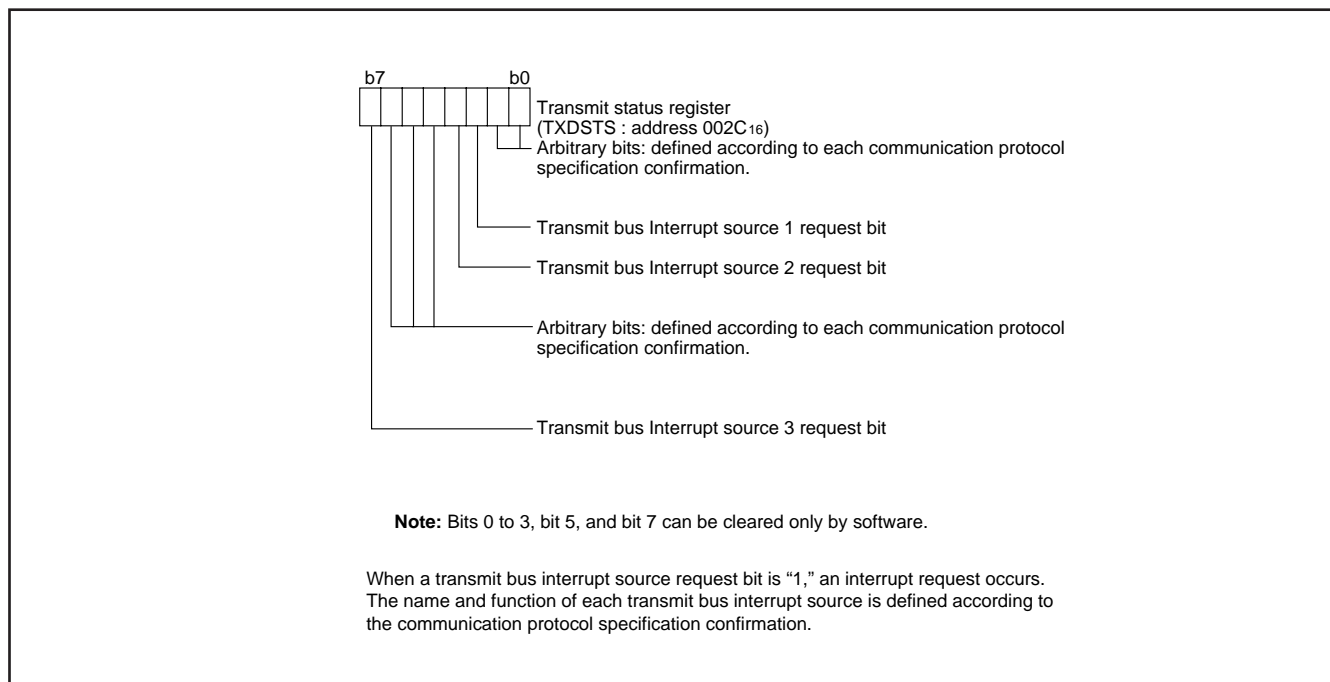 b7 b0
Transmit status register
(TXDSTS : address 002C16)
Arbitrary bits: defined according to each communication protocol
specification confirmation.
Transmit bus Interrupt source 1 request bit
Transmit bus Interrupt source 2 request bit
Arbitrary bits: defined according to each communication protocol
specification confirmation.
Transmit bus Interrupt source 3 request bit
Note: Bits 0 to 3, bit 5, and bit 7 can be cleared only by software.
When a transmit bus interrupt source request bit is “1,” an interrupt request occurs.
The name and function of each transmit bus interrupt source is defined according to
the communication protocol specification confirmation.